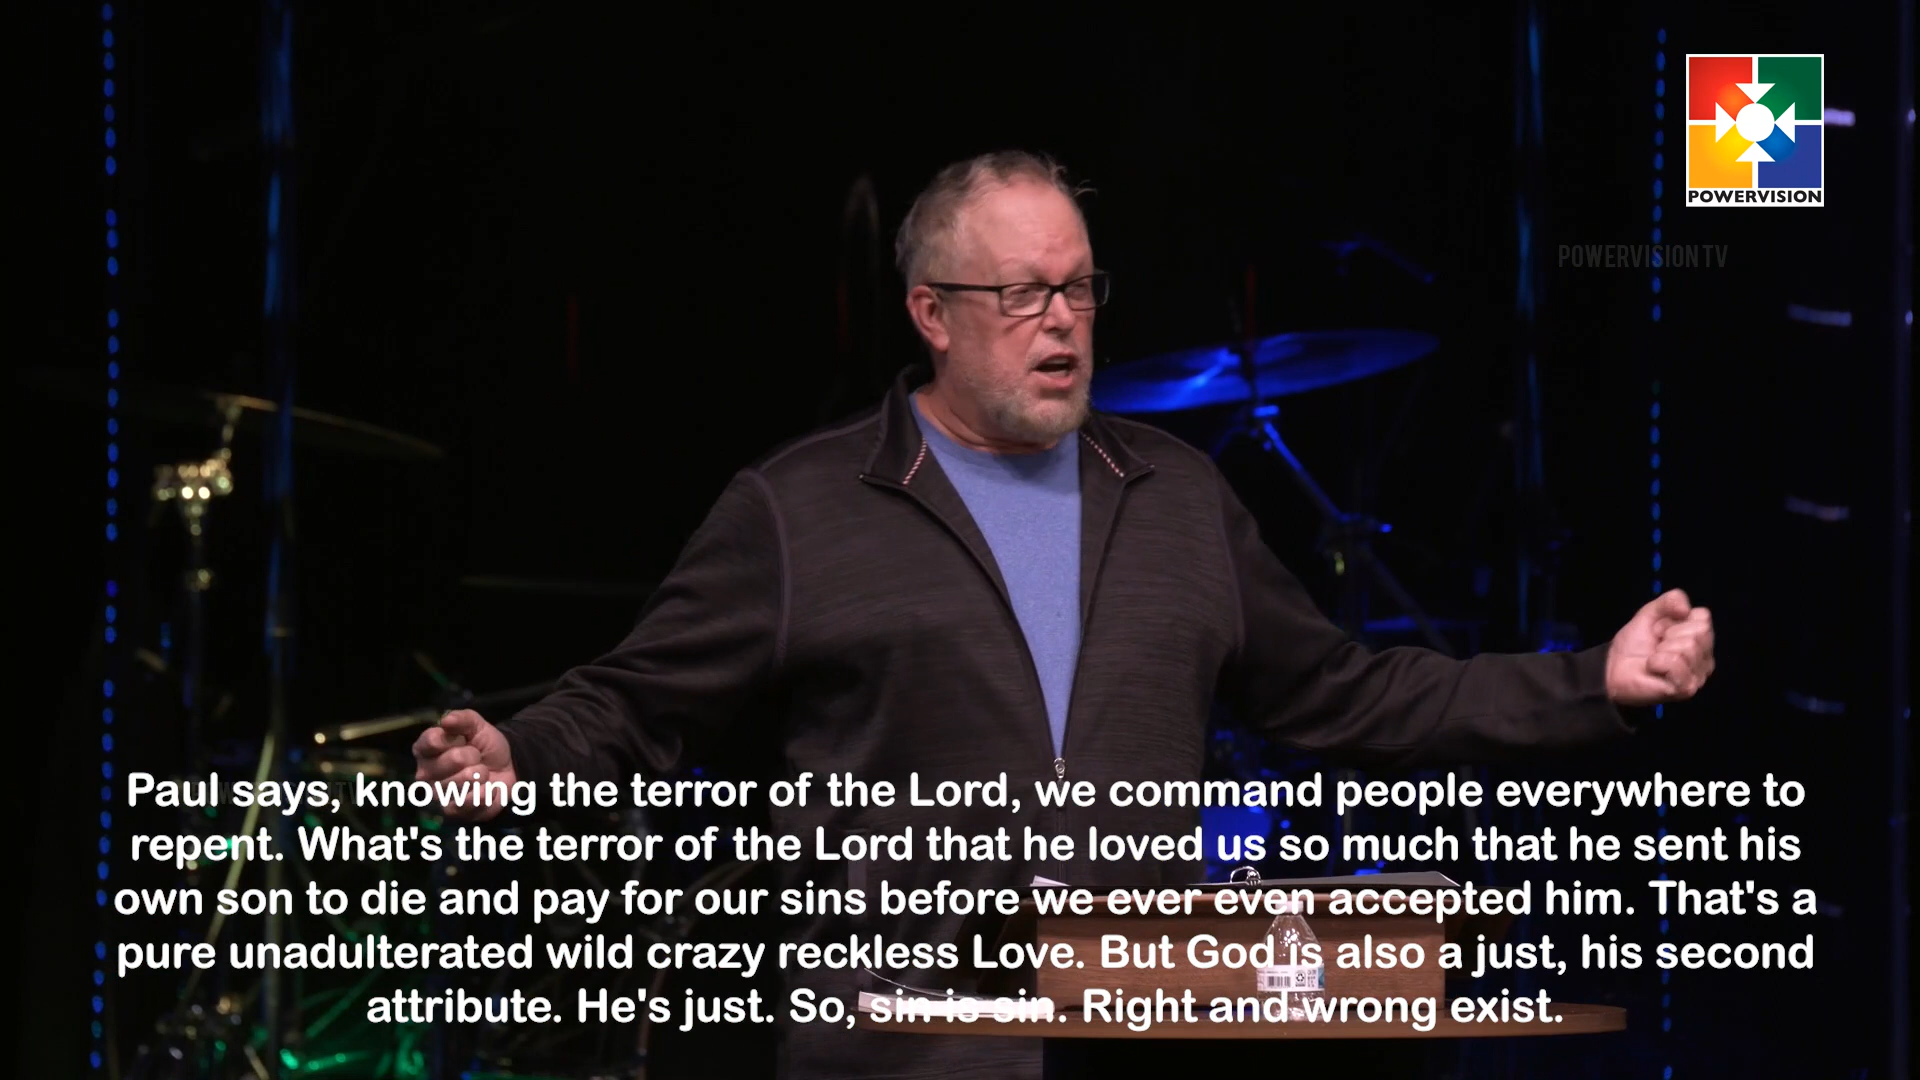 POWERVISION
POWERVISION TV
Paul says, knowing the terror of the Lord, we command people everywhere to
repent. What's the terror of the Lord that he loved us so much that he sent his
own son to die and pay for our sins before we ever even accepted him. That's a
pure unadulterated wild crazy reckless Love. But God is also a just, his second
attribute. He's just. So, sin is sin. Right and wrong exist.